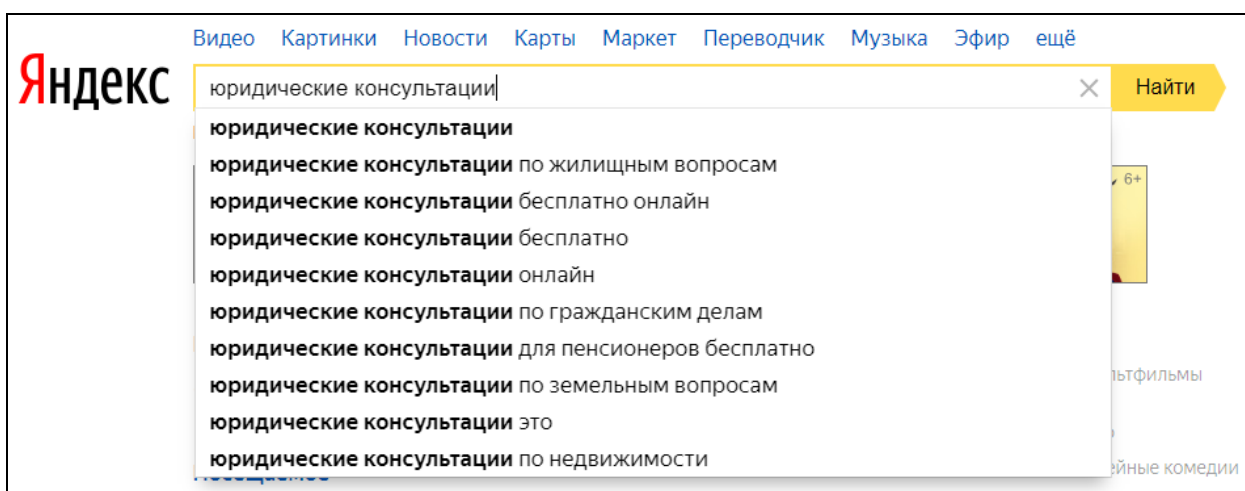 Видео Картинки Новости Карты Маркет Переводчик Музыка Эфир ещё
Яндекс
юридические консультации
Найти
юридические консультации
юридические консультации по жилищным вопросам
юридические консультации бесплатно онлайн
юридические консультации бесплатно
юридические консультации онлайн
юридические консультации по гражданским делам
юридические консультации для пенсионеров бесплатно
юридические консультации по земельным вопросам
юридические консультации это
юридические консультации по недвижимости
6+
комедии